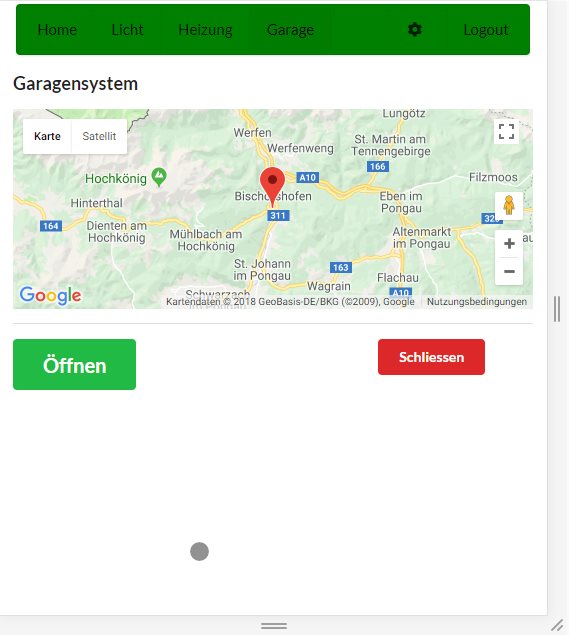 Home Licht Heizung Garage Logout
Garagensystem
Karte Satellit
Lungötz
Werfen
Werfenweng
St. Martin am
Tennengebirge
166
Hochkönig
A10
Filzmoos
Hinterthal
Bischofshofen
Eben im
Pongau
311
164
Dienten am
Hochkönig
Mühlbach am
Hochkönig
Altenmarkt
im Pongau
St. Johann
im Pongau
163
Flachau
Wagrain
A10
Schwarzach
Google
Kartendaten © 2018 GeoBasis-DE/BKG (©2009), Google Nutzungsbedingungen
Öffnen
Schliessen